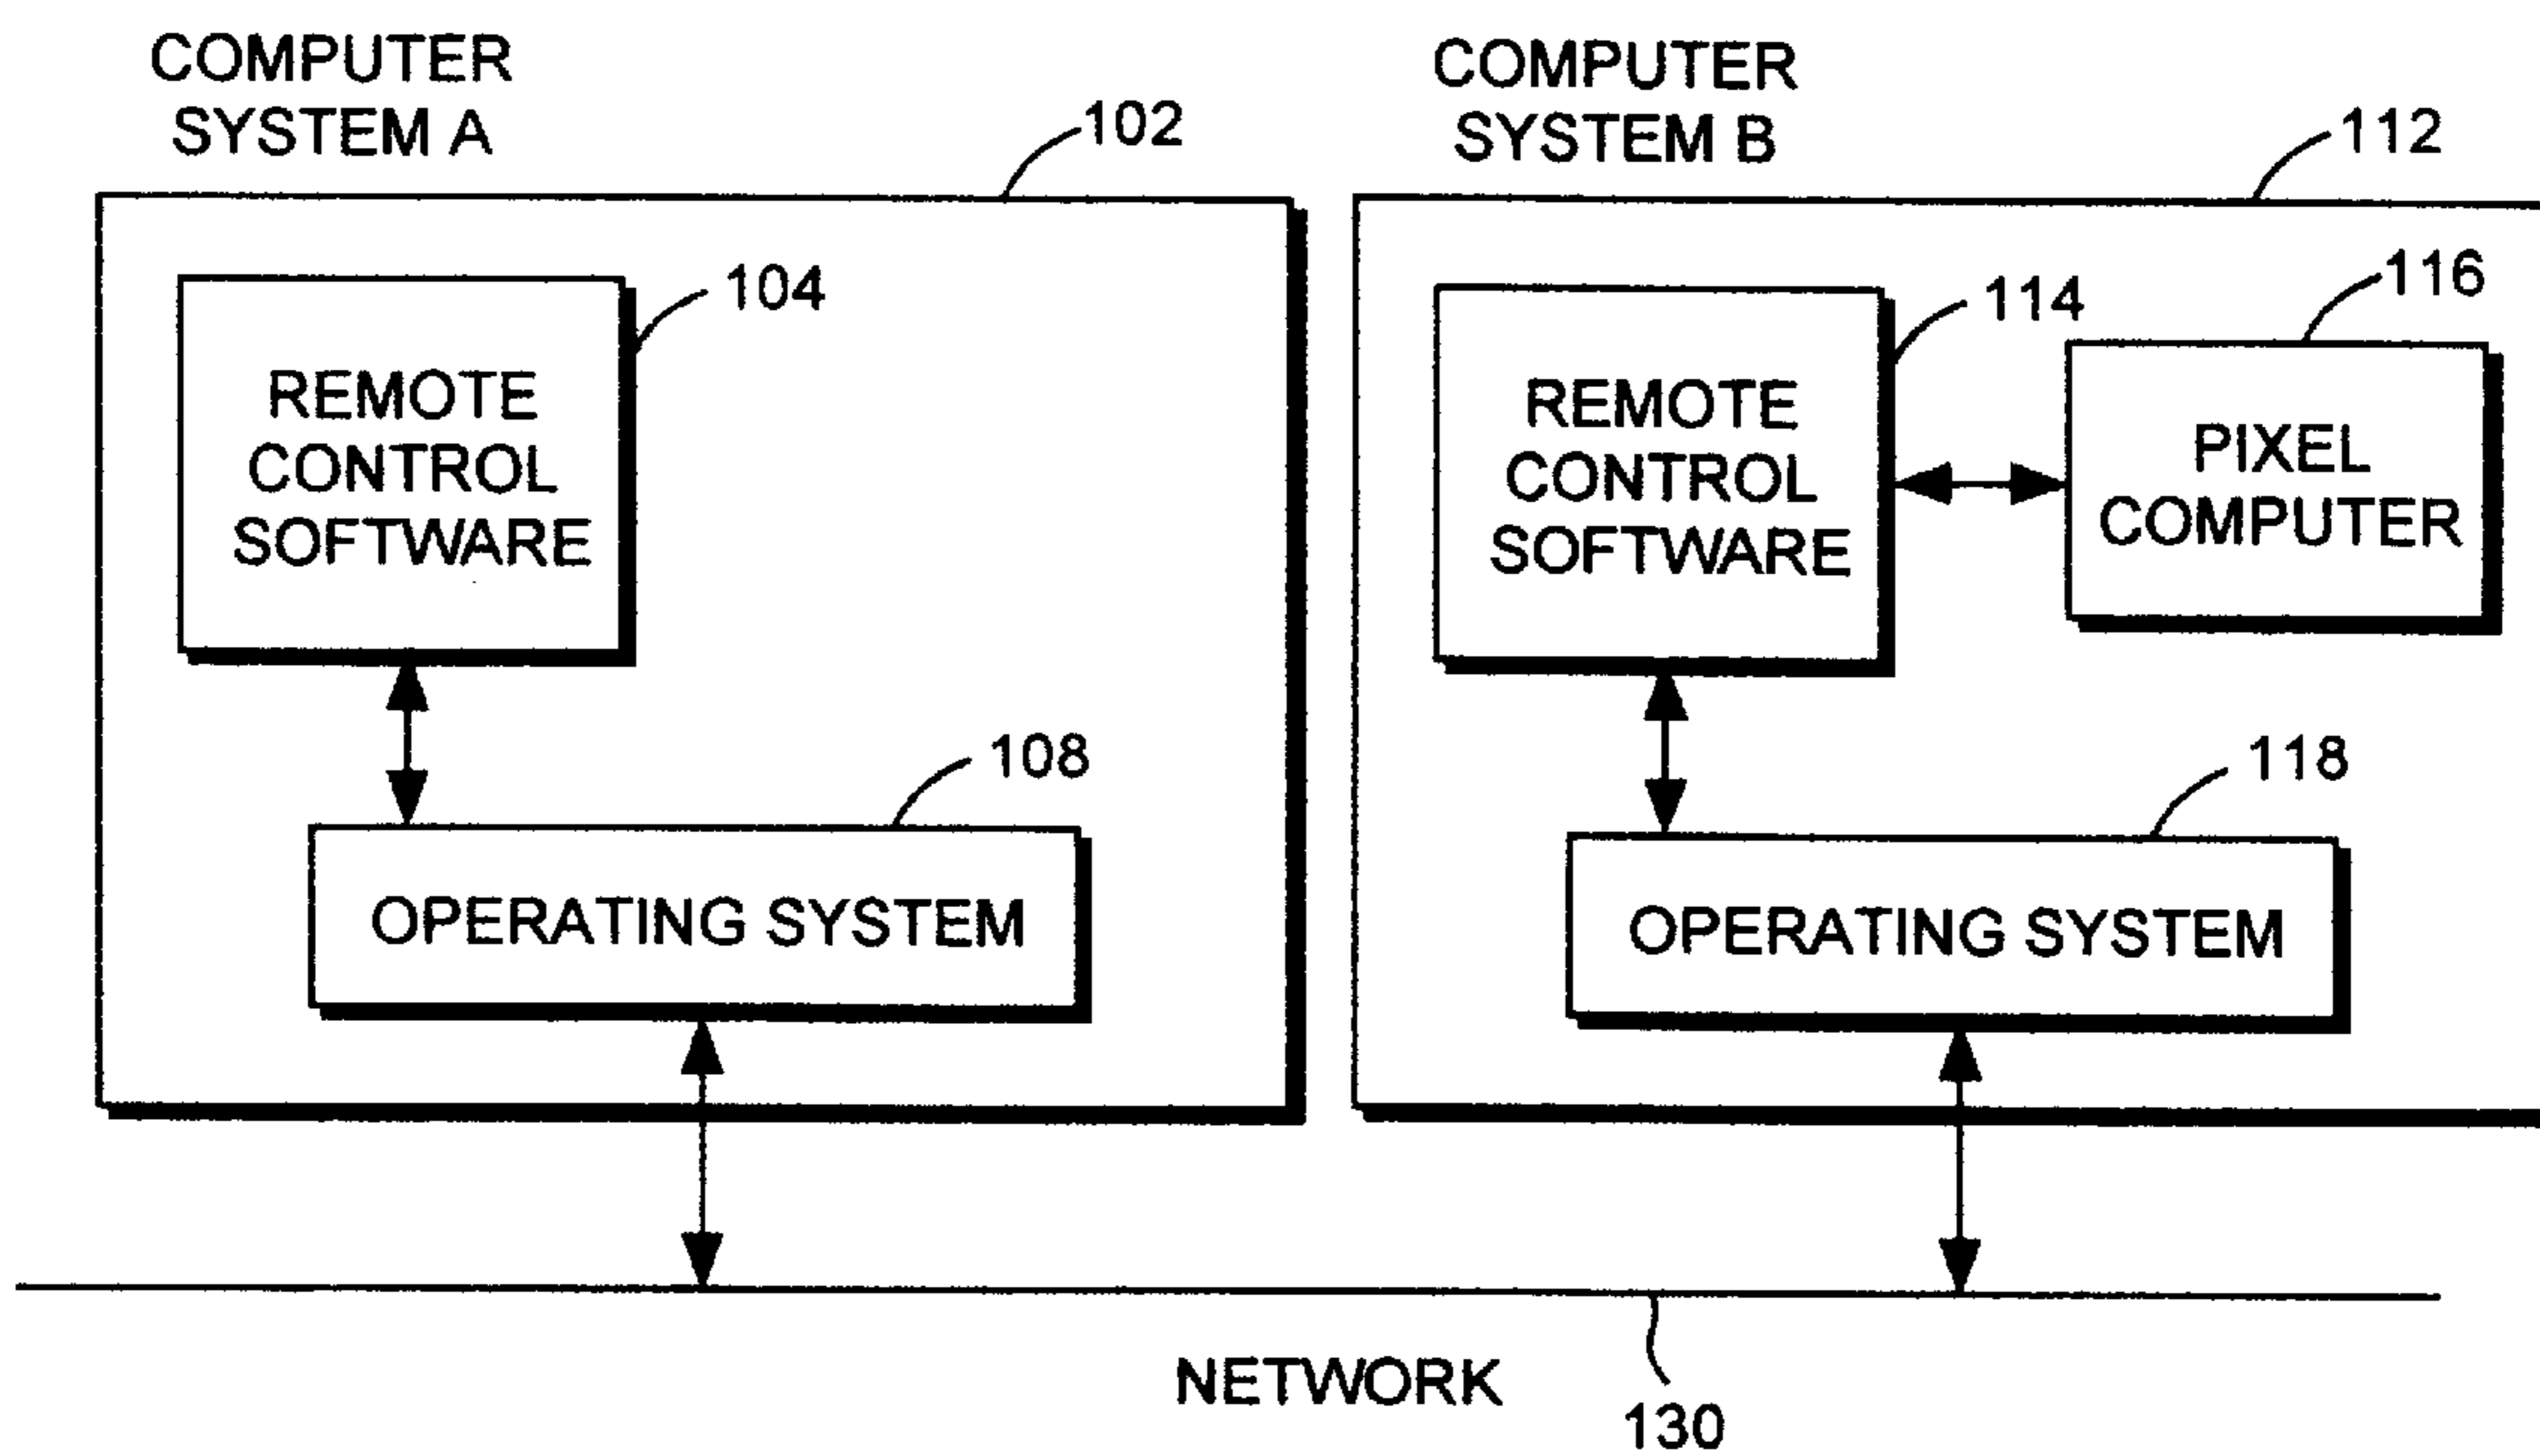 COMPUTER
SYSTEM A
102
104
REMOTE
CONTROL
SOFTWARE
108
OPERATING SYSTEM
COMPUTER
SYSTEM B
112
114
116
REMOTE
CONTROL
SOFTWARE
PIXEL
COMPUTER
118
OPERATING SYSTEM
NETWORK
130